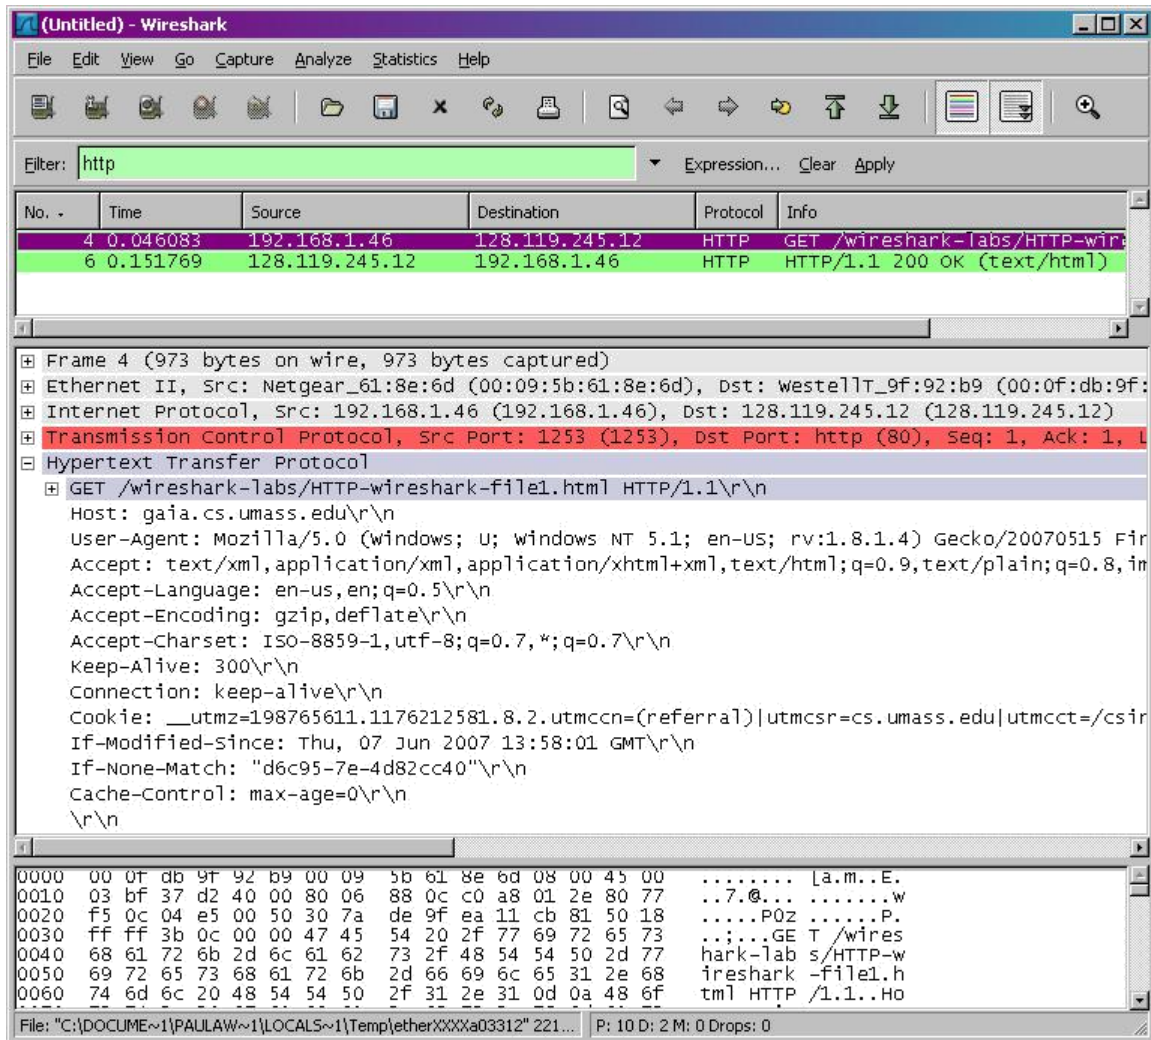 (Untitled) - Wireshark
File Edit View Go Capture Analyze Statistics Help
Filter: http Expression... Clear Apply
No. Time Source Destination Protocol Info
4 0.046083 192.168.1.46 128.119.245.12 HTTP GET /wireshark-labs/HTTP-wire
6 0.151769 128.119.245.12 192.168.1.46 HTTP HTTP/1.1 200 OK (text/html)
Frame 4 (973 bytes on wire, 973 bytes captured)
Ethernet II, Src: Netgear_61:8e:6d (00:09:5b:61:8e:6d), Dst: WestellT_9f:92:b9 (00:0f:db:9f:
Internet Protocol, Src: 192.168.1.46 (192.168.1.46), Dst: 128.119.245.12 (128.119.245.12)
Transmission Control Protocol, Src Port: 1253 (1253), Dst Port: http (80), Seq: 1, Ack: 1, L
Hypertext Transfer Protocol
GET /wireshark-labs/HTTP-wireshark-file1.html HTTP/1.1\r\n
Host: gaia.cs.umass.edu\r\n
User-Agent: Mozilla/5.0 (Windows; U; Windows NT 5.1; en-US; rv:1.8.1.4) Gecko/20070515 Fir
Accept: text/xml,application/xml,application/xhtml+xml,text/html;q=0.9,text/plain;q=0.8,im
Accept-Language: en-us,en;q=0.5\r\n
Accept-Encoding: gzip,deflate\r\n
Accept-Charset: ISO-8859-1,utf-8;q=0.7,*;q=0.7\r\n
Keep-Alive: 300\r\n
Connection: keep-alive\r\n
Cookie: __utmz=198765611.1176212581.8.2.utmccn=(referral)|utmcsr=cs.umass.edu|utmcct=/csin
If-Modified-Since: Thu, 07 Jun 2007 13:58:01 GMT\r\n
If-None-Match: "d6c95-7e-4d82cc40"\r\n
Cache-Control: max-age=0\r\n
\r\n
0000 00 0f db 9f 92 b9 00 09 5b 61 8e 6d 08 00 45 00 ........ [a.m..E.
0010 03 bf 37 d2 40 00 80 06 88 0c c0 a8 01 2e 80 77 ..7.@... .......w
0020 f5 0c 04 e5 00 50 30 7a de 9f ea 11 cb 81 50 18 .....P0z ......P.
0030 ff ff 3b 0c 00 00 47 45 54 20 2f 77 69 72 65 73 ..;...GE T /wires
0040 68 61 72 6b 2d 6c 61 62 73 2f 48 54 54 50 2d 77 hark-lab s/HTTP-w
0050 69 72 65 73 68 61 72 6b 2d 66 69 6c 65 31 2e 68 ireshark -file1.h
0060 74 6d 6c 20 48 54 54 50 2f 31 2e 31 0d 0a 48 6f tml HTTP /1.1..Ho
File: "C:\DOCUME~1\PAULAW~1\LOCALS~1\Temp\etherXXXXa03312" 221... P: 10 D: 2 M: 0 Drops: 0